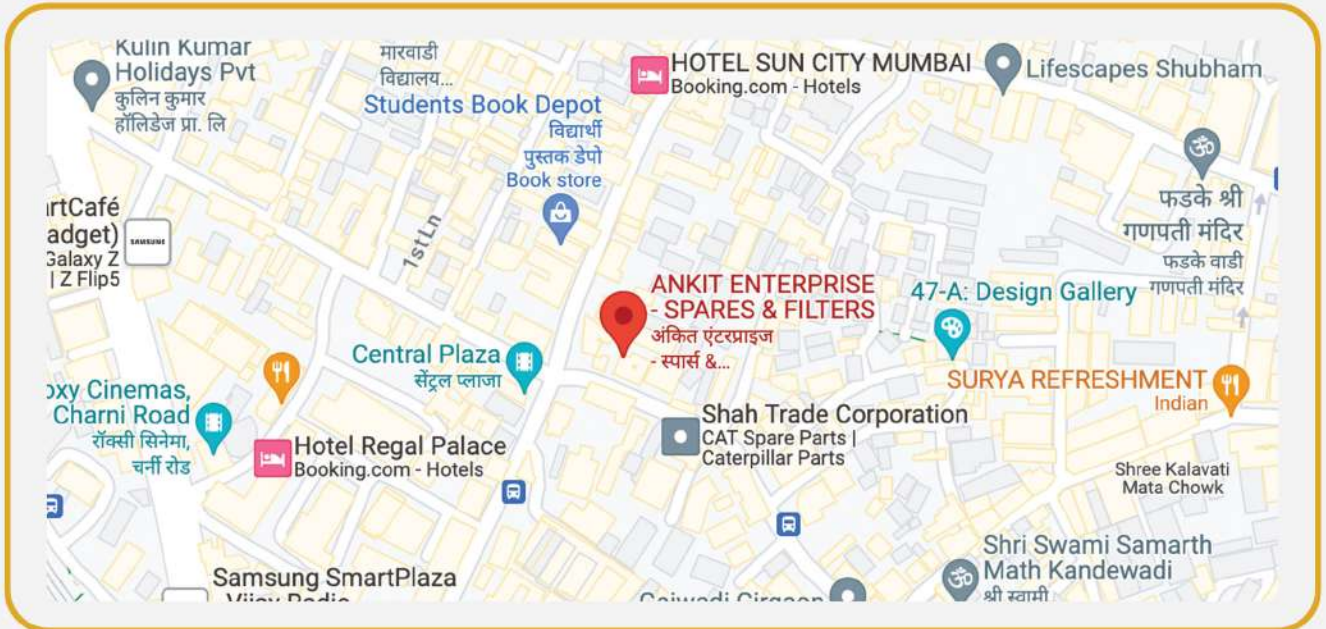 Kulin Kumar
Holidays Pvt
कुलिन कुमार
हॉलिडेज प्रा. लि
मारवाडी
विद्यालय...
Students Book Depot
विद्यार्थी
पुस्तक डेपो
Book store
HOTEL SUN CITY MUMBAI
Booking.com - Hotels
Lifescapes Shubham
फडके श्री
गणपती मंदिर
फडके वाडी
गणपती मंदिर
rtCafé
adget)
Galaxy Z
| Z Flip5
SAMSUNG
1st Ln
ANKIT ENTERPRISE
- SPARES & FILTERS
अंकित एंटरप्राइज
- स्पार्स &...
47-A: Design Gallery
Central Plaza
सेंट्रल प्लाजा
SURYA REFRESHMENT
Indian
oxy Cinemas,
Charni Road
रॉक्सी सिनेमा,
चर्नी रोड
Hotel Regal Palace
Booking.com - Hotels
Shah Trade Corporation
CAT Spare Parts |
Caterpillar Parts
Shree Kalavati
Mata Chowk
Shri Swami Samarth
Math Kandewadi
श्री स्वामी
Samsung SmartPlaza
Vijay
Gaiwadi Girgaon